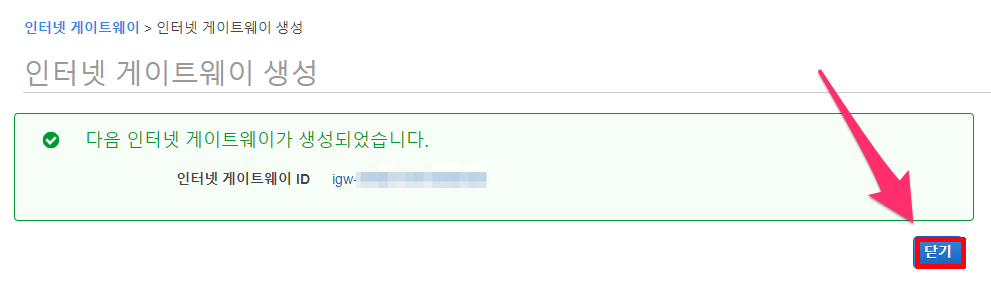 인터넷 게이트웨이 > 인터넷 게이트웨이 생성
인터넷 게이트웨이 생성
다음 인터넷 게이트웨이가 생성되었습니다.
인터넷 게이트웨이 ID igw-
닫기